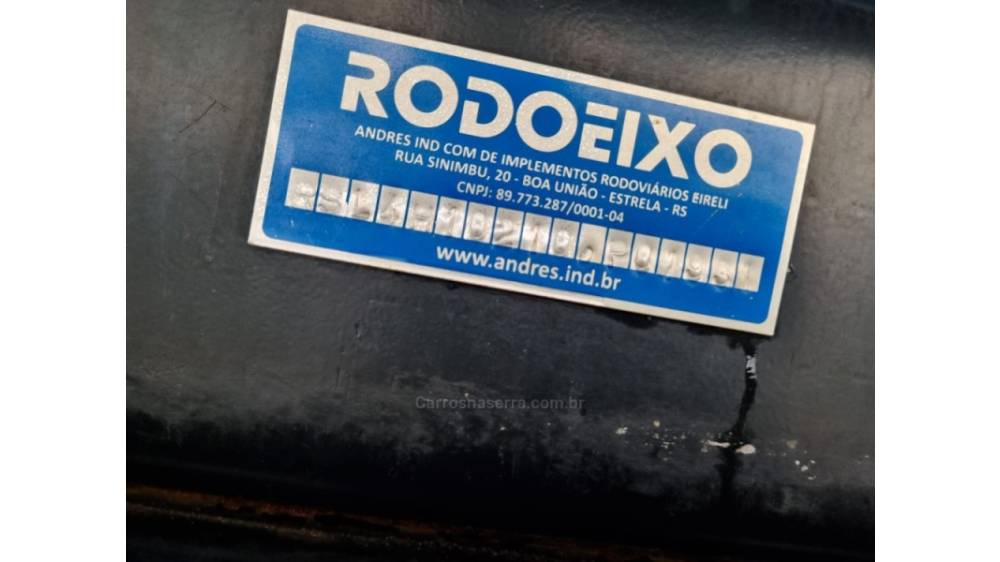 RODOEIXO
ANDRES IND COM DE IMPLEMENTOS RODOVIÁRIOS EIRELI
RUA SINIMBU, 20 - BOA UNIÃO - ESTRELA - RS
CNPJ: 89.773.287/0001-04
www.andres.ind.br
Carrosnaserra.com.br